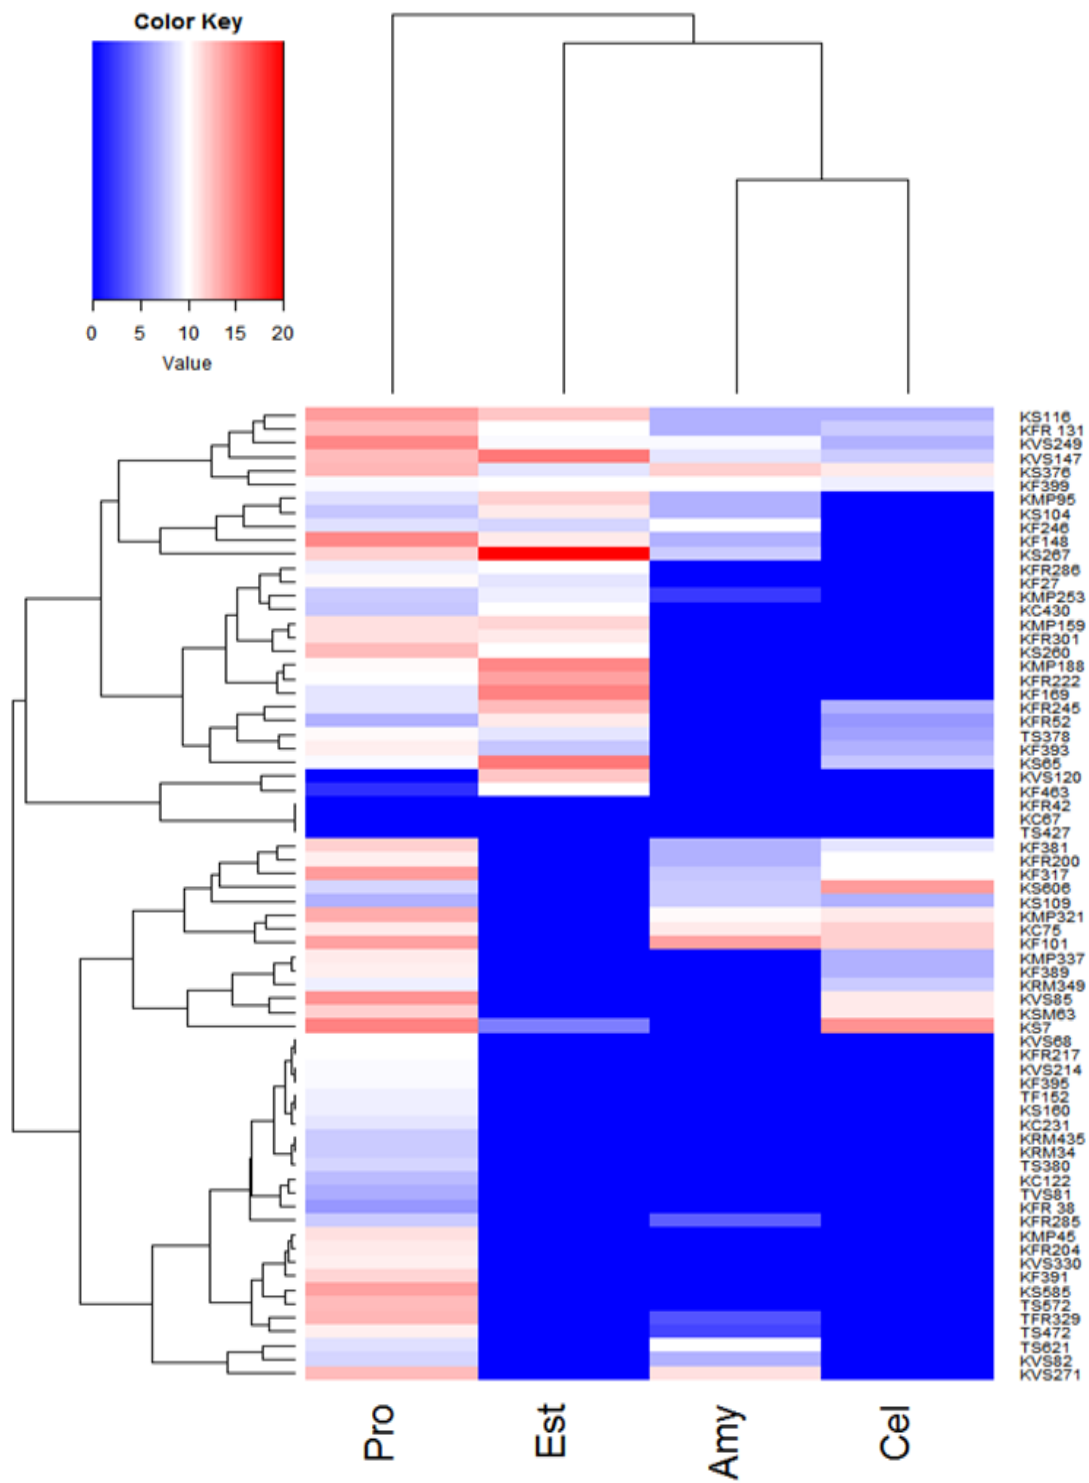 Color Key
0 5 10 15 20
Value
KS116
KFR 131
KVS249
KVS147
KS376
KF399
KMP95
KS104
KF246
KF148
KS267
KFR286
KF27
KMP253
KC430
KMP159
KFR301
KS260
KMP188
KFR222
KF169
KFR245
KFR52
TS378
KF393
KS65
KVS120
KF463
KFR42
KC67
TS427
KF381
KFR200
KF317
KS606
KS109
KMP321
KC75
KF101
KMP337
KF389
KRM349
KVS85
KSM63
KS7
KVS68
KFR217
KVS214
KF395
TF152
KS160
KC231
KRM435
KRM34
TS380
KC122
TVS81
KFR 38
KFR285
KMP45
KFR204
KVS330
KF391
KS585
TS572
TFR329
TS472
TS621
KVS82
KVS271
Pro Est Amy Cel